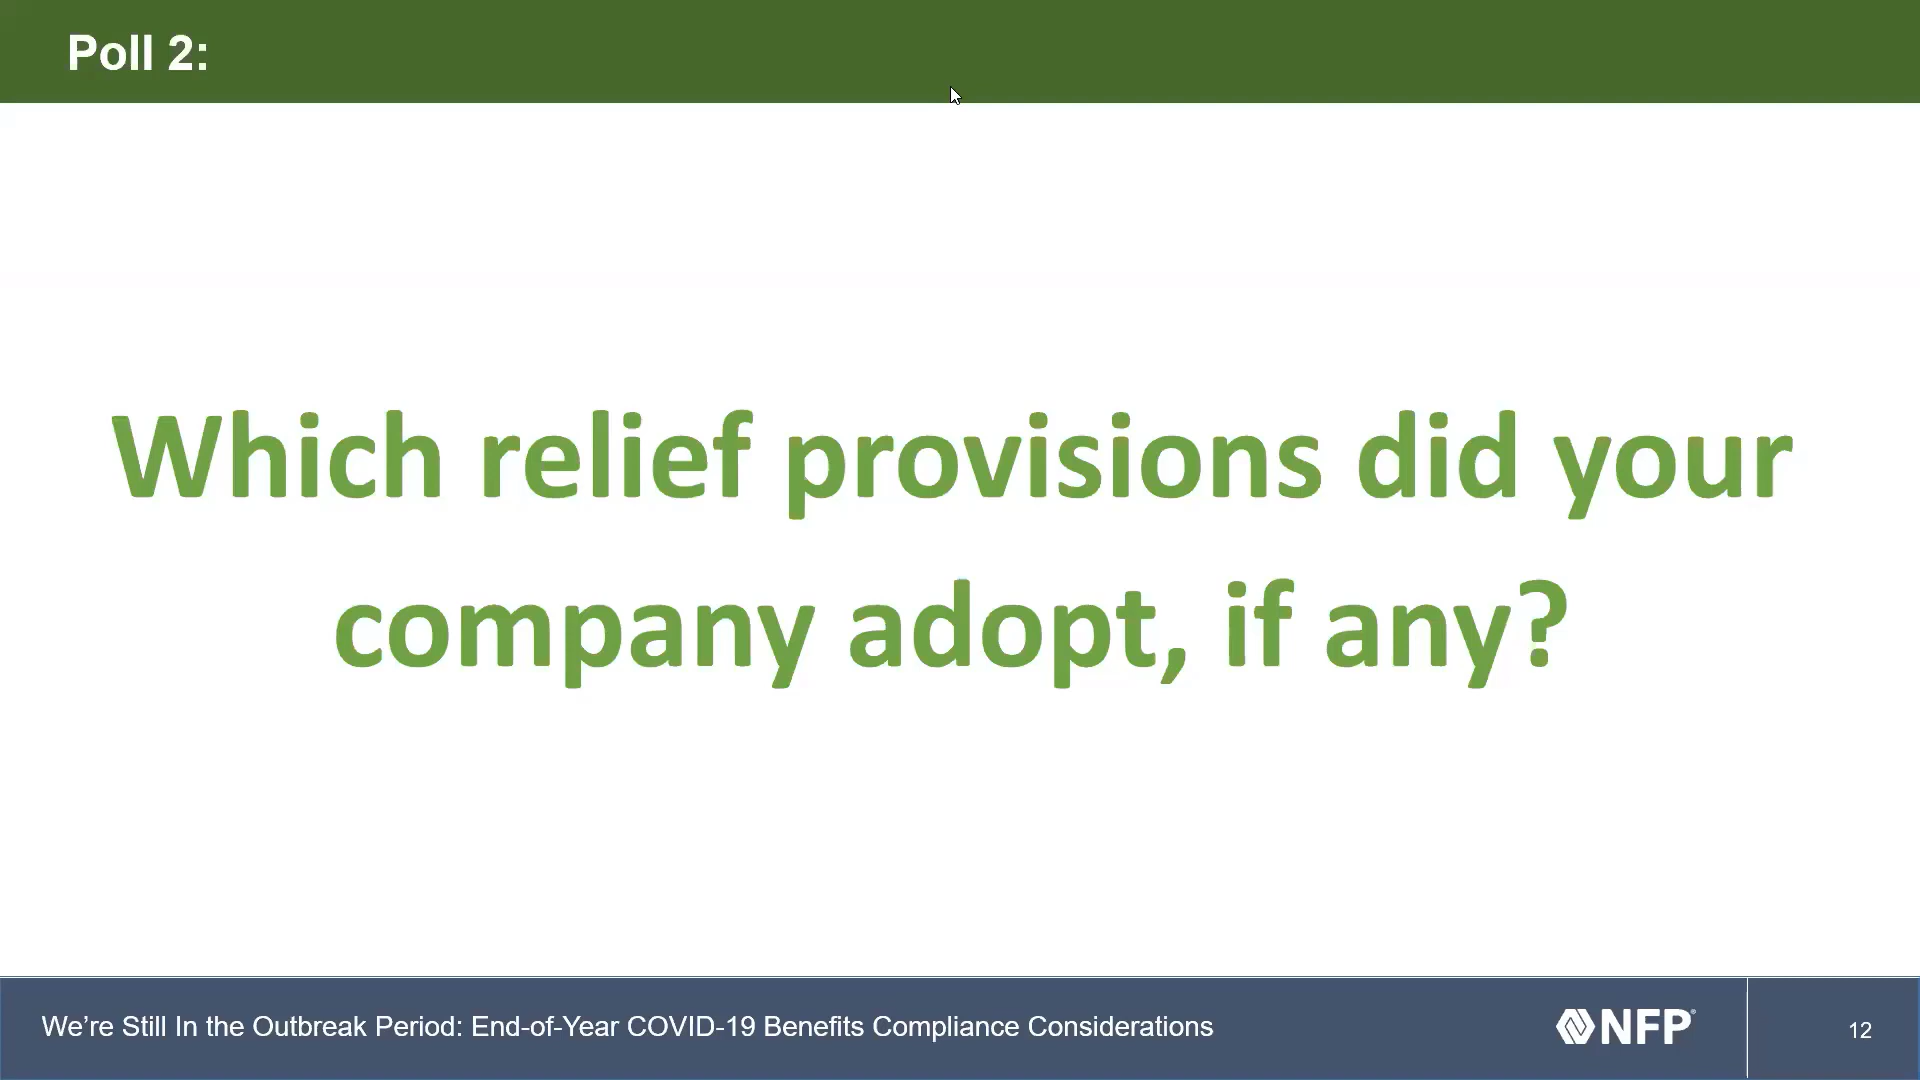 Poll 2:
Which relief provisions did your
company adopt, if any?
We’re Still In the Outbreak Period: End-of-Year COVID-19 Benefits Compliance Considerations
NFP®
12